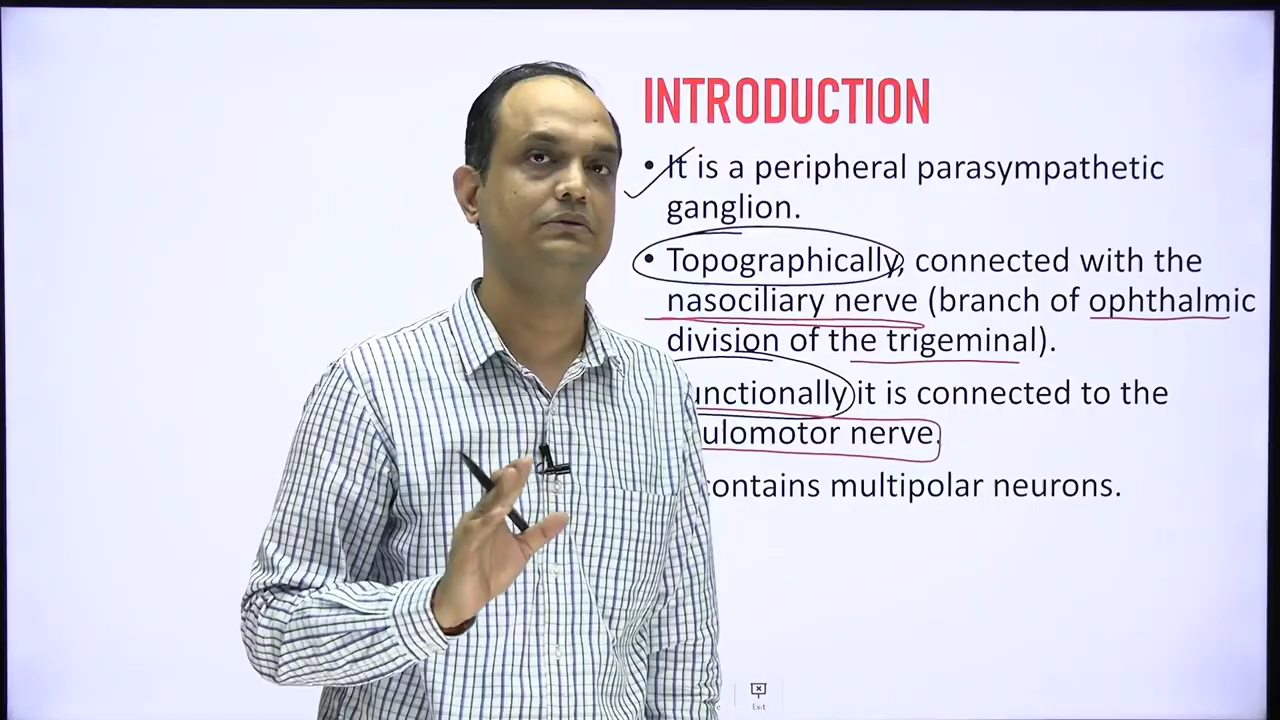 INTRODUCTION
• It is a peripheral parasympathetic
ganglion.
• Topographically, connected with the
nasociliary nerve (branch of ophthalmic
division of the trigeminal).
unctionally it is connected to the
ulomotor nerve.
contains multipolar neurons.
Exit